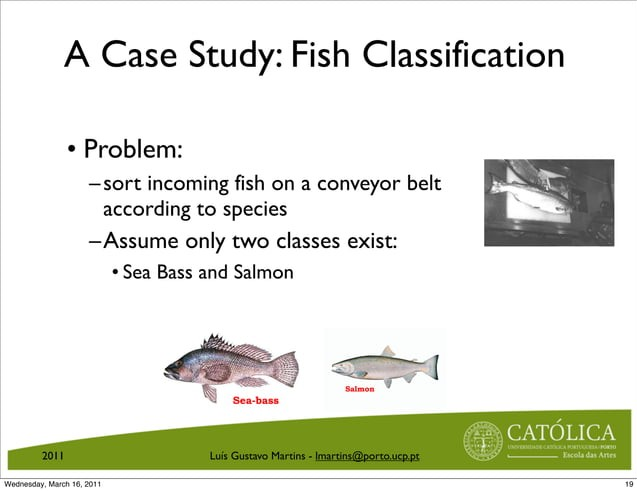 A Case Study: Fish Classification
• Problem:
–sort incoming fish on a conveyor belt
according to species
–Assume only two classes exist:
• Sea Bass and Salmon
Sea-bass
Salmon
CATÓLICA
UNIVERSIDADE CATÓLICA PORTUGUESA | PORTO
Escola das Artes
2011
Luís Gustavo Martins - lmartins@porto.ucp.pt
Wednesday, March 16, 2011
19